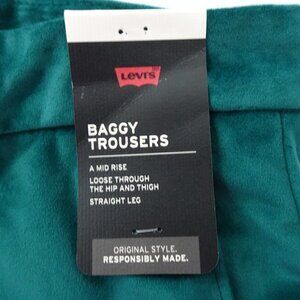 Levi's
BAGGY
TROUSERS
A MID RISE
LOOSE THROUGH
THE HIP AND THIGH
STRAIGHT LEG
ORIGINAL STYLE.
RESPONSIBLY MADE.